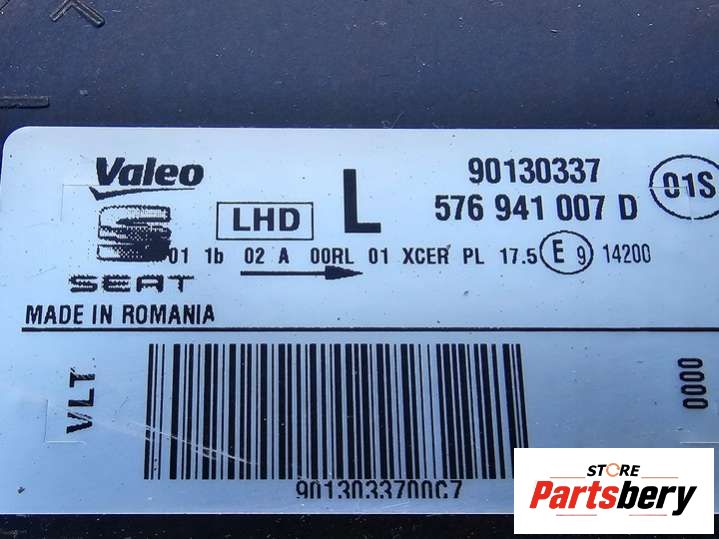 Valeo
LHD
L
90130337
576 941 007 D
01S
01 1b 02 A 00RL 01 XCER PL 17.5 E 9 14200
SEAT
MADE IN ROMANIA
VLT
0000
9013033700C7
STORE
Partsbery